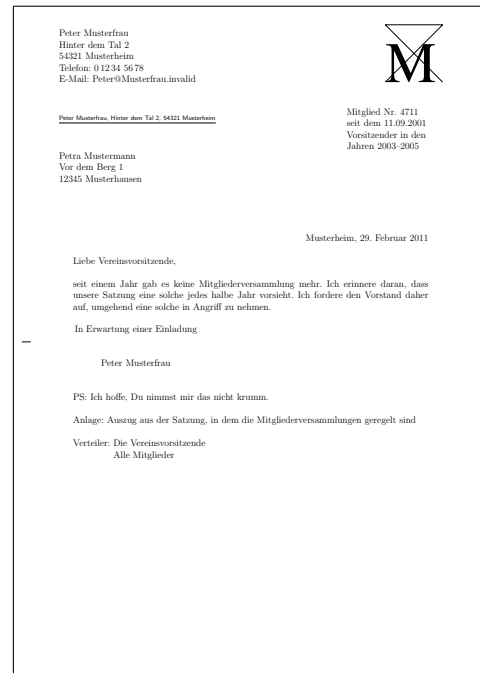 Peter Musterfrau
Hinter dem Tal 2
54321 Musterheim
Telefon: 0 12 34 56 78
E-Mail: Peter@Musterfrau.invalid
M
Peter Musterfrau, Hinter dem Tal 2, 54321 Musterheim
Mitglied Nr. 4711
seit dem 11.09.2001
Vorsitzender in den
Jahren 2003–2005
Petra Mustermann
Vor dem Berg 1
12345 Musterhausen
Musterheim, 29. Februar 2011
Liebe Vereinsvorsitzende,
seit einem Jahr gab es keine Mitgliederversammlung mehr. Ich erinnere daran, dass
unsere Satzung eine solche jedes halbe Jahr vorsieht. Ich fordere den Vorstand daher
auf, umgehend eine solche in Angriff zu nehmen.
In Erwartung einer Einladung
Peter Musterfrau
PS: Ich hoffe, Du nimmst mir das nicht krumm.
Anlage: Auszug aus der Satzung, in dem die Mitgliederversammlungen geregelt sind
Verteiler: Die Vereinsvorsitzende
Alle Mitglieder